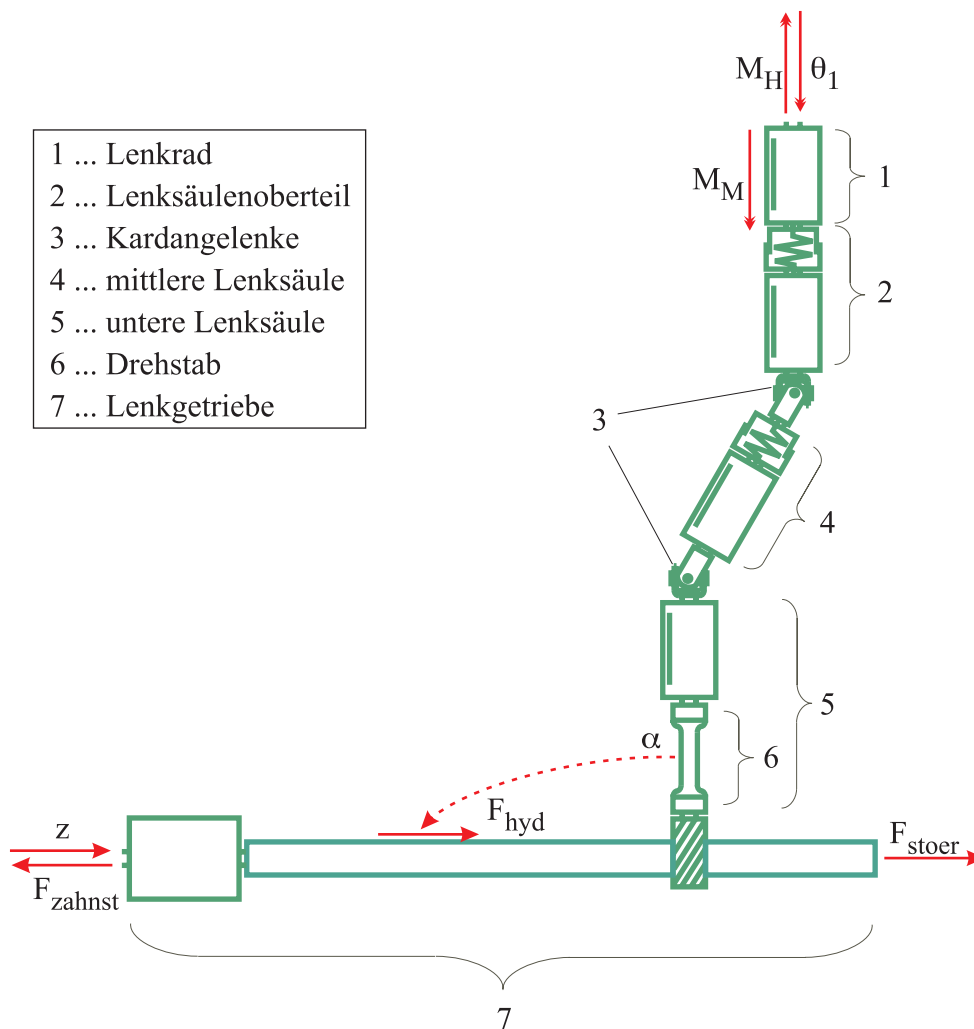 M_H θ_1
M_M
1 ... Lenkrad
2 ... Lenksäulenoberteil
3 ... Kardangelenke
4 ... mittlere Lenksäule
5 ... untere Lenksäule
6 ... Drehstab
7 ... Lenkgetriebe
1
2
3
4
5
6
α
F_hyd
z
F_zahnst
F_stoer
7